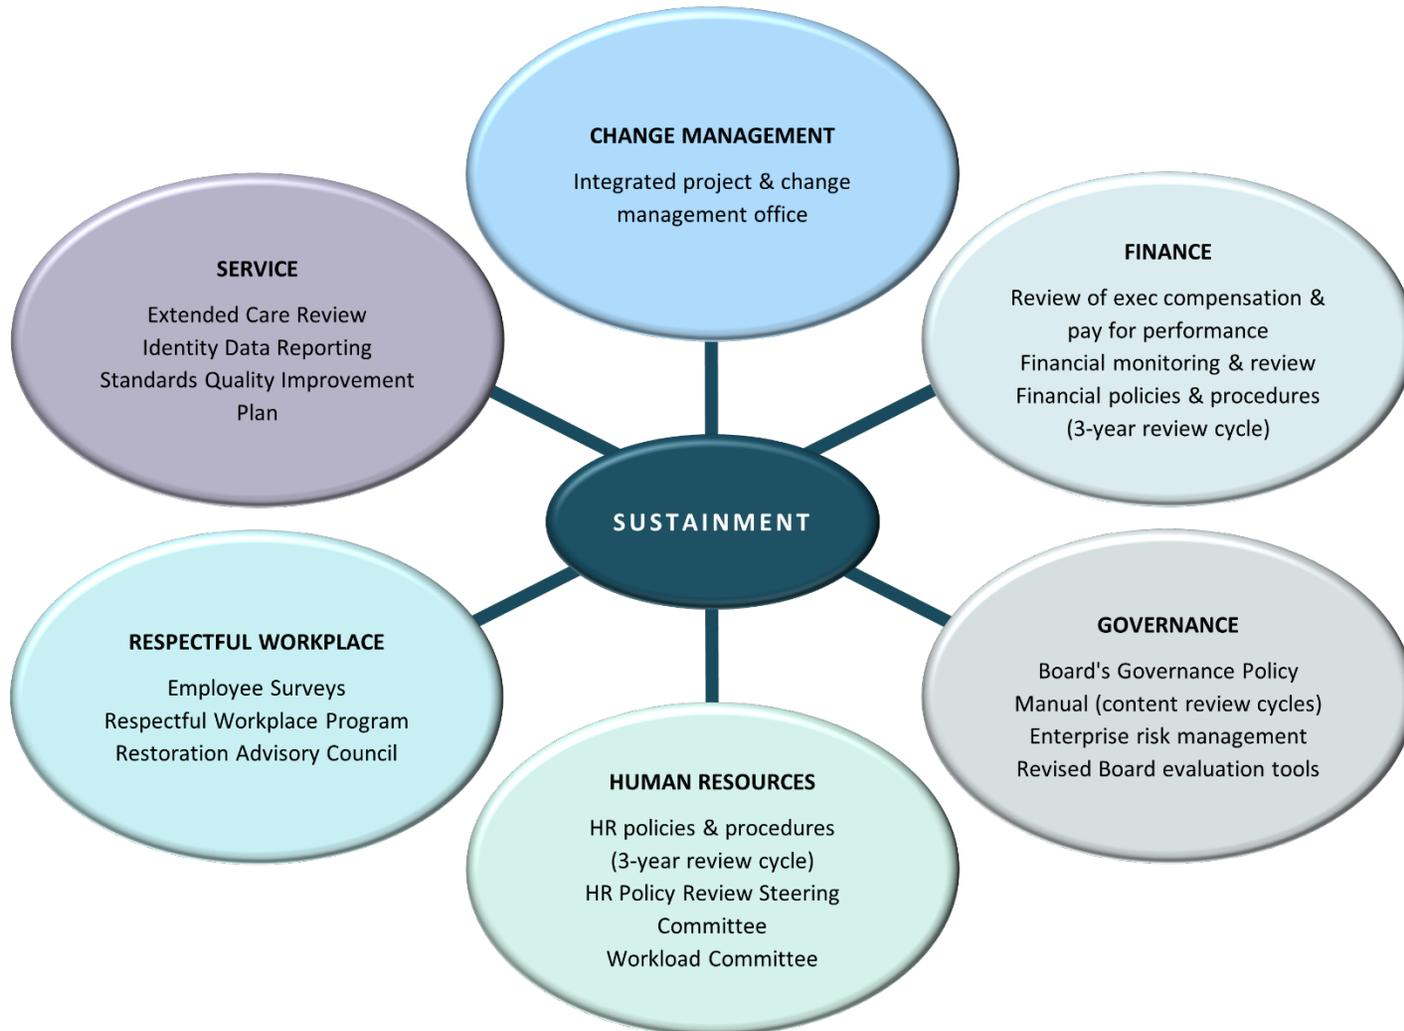 CHANGE MANAGEMENT
Integrated project & change
management office
FINANCE
Review of exec compensation &
pay for performance
Financial monitoring & review
Financial policies & procedures
(3-year review cycle)
GOVERNANCE
Board's Governance Policy
Manual (content review cycles)
Enterprise risk management
Revised Board evaluation tools
HUMAN RESOURCES
HR policies & procedures
(3-year review cycle)
HR Policy Review Steering
Committee
Workload Committee
RESPECTFUL WORKPLACE
Employee Surveys
Respectful Workplace Program
Restoration Advisory Council
SERVICE
Extended Care Review
Identity Data Reporting
Standards Quality Improvement
Plan
SUSTAINMENT